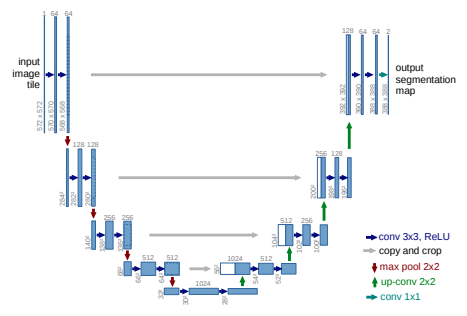 1 64 64
128 64 64 2
input
image
tile
output
segmentation
map
572 x 572
570 x 570
568 x 568
392 x 392
390 x 390
388 x 388
388 x 388
128 128
256 128
284²
282²
280²
200²
198²
196²
256 256
512 256
140²
138²
136²
104²
102²
100²
512 512
1024 512
68²
66²
64²
56²
54²
52²
1024
32²
30²
28²
conv 3x3, ReLU
copy and crop
max pool 2x2
up-conv 2x2
conv 1x1